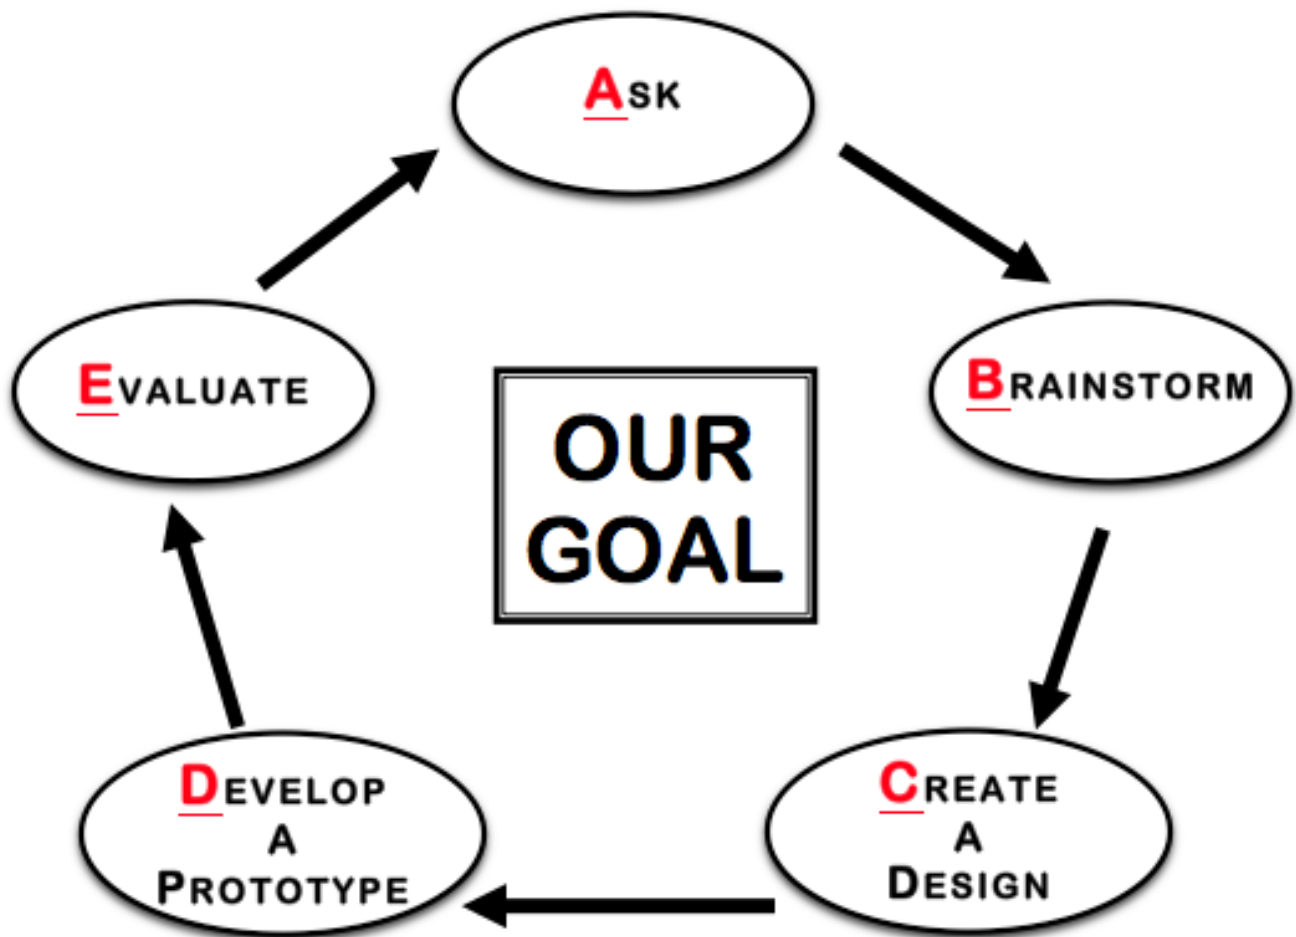 ASK
BRAINSTORM
CREATE
A
DESIGN
DEVELOP
A
PROTOTYPE
EVALUATE
OUR
GOAL